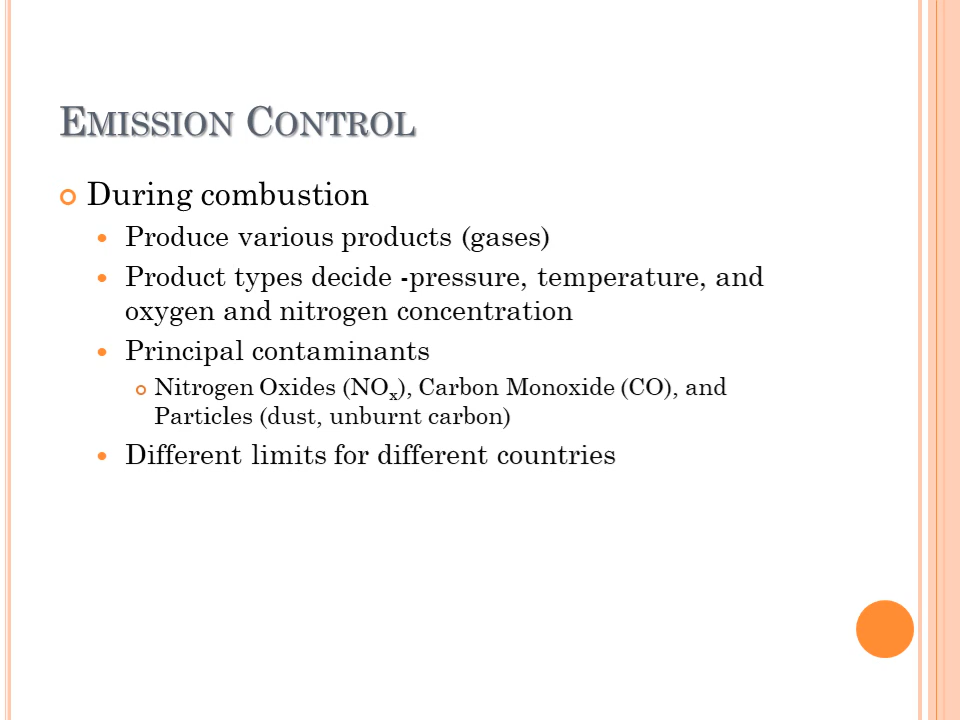 EMISSION CONTROL
During combustion
Produce various products (gases)
Product types decide -pressure, temperature, and
oxygen and nitrogen concentration
Principal contaminants
Nitrogen Oxides (NOx), Carbon Monoxide (CO), and
Particles (dust, unburnt carbon)
Different limits for different countries